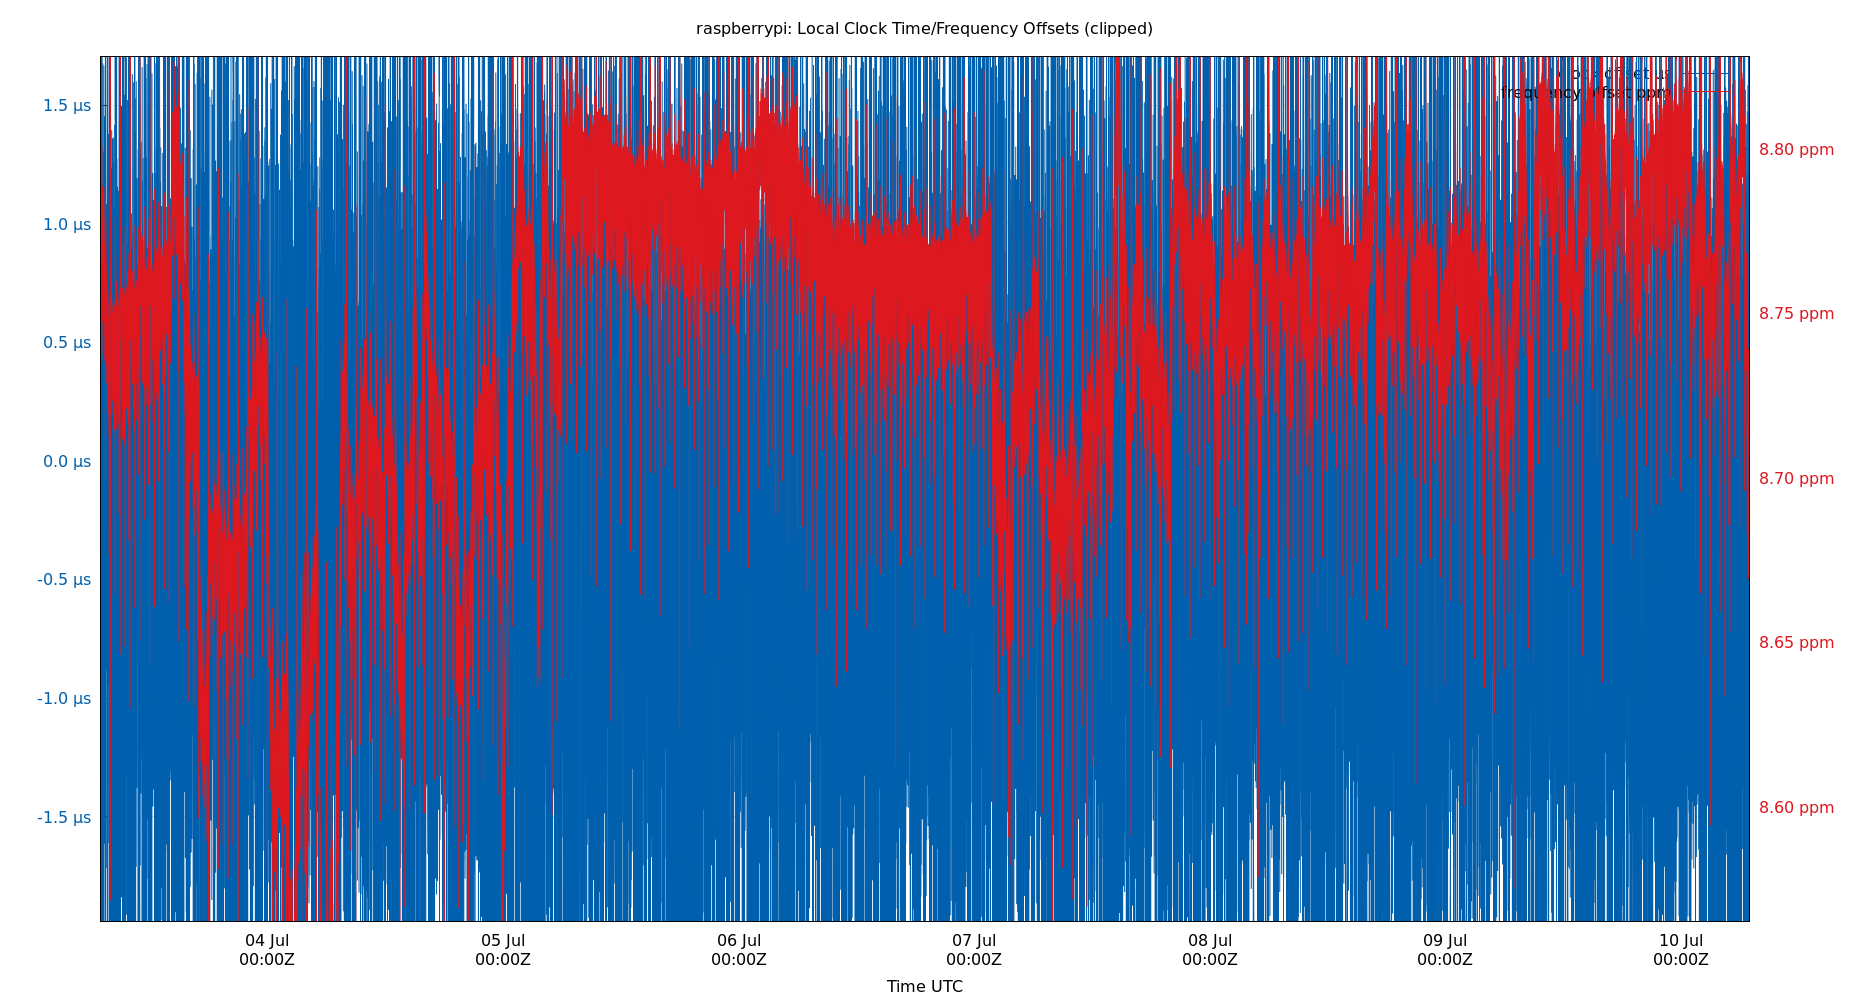 raspberrypi: Local Clock Time/Frequency Offsets (clipped)
frequency offset ppm
1.5 µs
1.0 µs
0.5 µs
0.0 µs
-0.5 µs
-1.0 µs
-1.5 µs
8.80 ppm
8.75 ppm
8.70 ppm
8.65 ppm
8.60 ppm
04 Jul
00:00Z
05 Jul
00:00Z
06 Jul
00:00Z
07 Jul
00:00Z
08 Jul
00:00Z
09 Jul
00:00Z
10 Jul
00:00Z
Time UTC